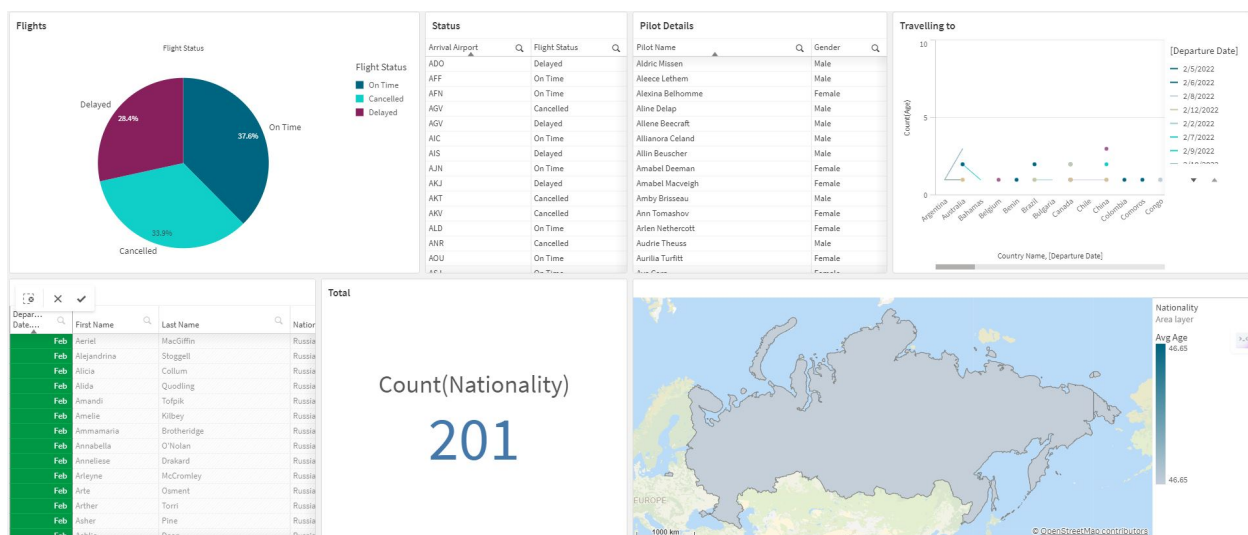 Flights
Flight Status
Flight Status
On Time
Cancelled
Delayed
Delayed
28.4%
37.6%
On Time
33.9%
Cancelled
Status
Arrival Airport Flight Status
ADO Delayed
AFF On Time
AFN On Time
AGV Cancelled
AGV Delayed
AIC On Time
AIS Delayed
AJN On Time
AKJ Delayed
AKT Cancelled
AKV Cancelled
ALD On Time
ANR Cancelled
AOU On Time
On Time
Pilot Details
Pilot Name Gender
Aldric Missen Male
Aleece Lethem Male
Alexina Belhomme Female
Aline Delap Male
Allene Beecraft Male
Allianora Celand Male
Allin Beuscher Male
Amabel Deeman Female
Amabel Macveigh Female
Amby Brisseau Male
Ann Tomashov Female
Arlen Nethercott Female
Audrie Theuss Male
Aurilia Turfitt Female
Female
Travelling to
10
5
0
Count(Age)
[Departure Date]
2/5/2022
2/6/2022
2/8/2022
2/12/2022
2/2/2022
2/7/2022
2/9/2022
2/10/2022
Argentina
Australia
Bahamas
Belgium
Benin
Brazil
Bulgaria
Canada
Chile
China
Colombia
Comoros
Congo
Country Name, [Departure Date]
Depar...
Date.... First Name Last Name Nation
Feb Aeriel MacGiffin Russia
Feb Alejandrina Stoggell Russia
Feb Alicia Collum Russia
Feb Alida Quodling Russia
Feb Amandi Tofpik Russia
Feb Amelie Kilbey Russia
Feb Ammamaria Brotheridge Russia
Feb Annabella O'Nolan Russia
Feb Anneliese Drakard Russia
Feb Arleyne McCromley Russia
Feb Arte Osment Russia
Feb Arther Torri Russia
Feb Asher Pine Russia
Feb
Total
Count(Nationality)
201
Nationality
Area layer
Avg Age
46.65
46.65
EUROPE
1000 km
© OpenStreetMap contributors